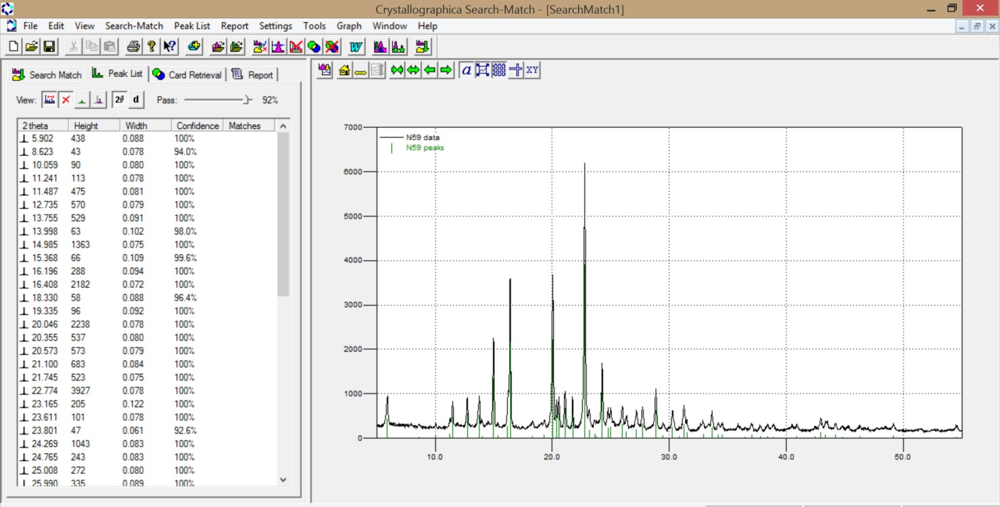 Crystallographica Search-Match - [SearchMatch1]
File Edit View Search-Match Peak List Report Settings Tools Graph Window Help
Search Match Peak List Card Retrieval Report
View: 2θ d Pass: 92%
a XY
2 theta Height Width Confidence Matches
5.902 438 0.088 100%
8.623 43 0.078 94.0%
10.059 90 0.080 100%
11.241 113 0.078 100%
11.487 475 0.081 100%
12.735 570 0.079 100%
13.755 529 0.091 100%
13.998 63 0.102 98.0%
14.985 1363 0.075 100%
15.368 66 0.109 99.6%
16.196 288 0.094 100%
16.408 2182 0.072 100%
18.330 58 0.088 96.4%
19.335 96 0.092 100%
20.046 2238 0.078 100%
20.355 537 0.080 100%
20.573 573 0.079 100%
21.100 683 0.084 100%
21.745 523 0.075 100%
22.774 3927 0.078 100%
23.165 205 0.122 100%
23.611 101 0.078 100%
23.801 47 0.061 92.6%
24.269 1043 0.083 100%
24.765 243 0.083 100%
25.008 272 0.080 100%
25.990 335 0.089 100%
N59 data
N59 peaks
7000
6000
5000
4000
3000
2000
1000
0
10.0 20.0 30.0 40.0 50.0